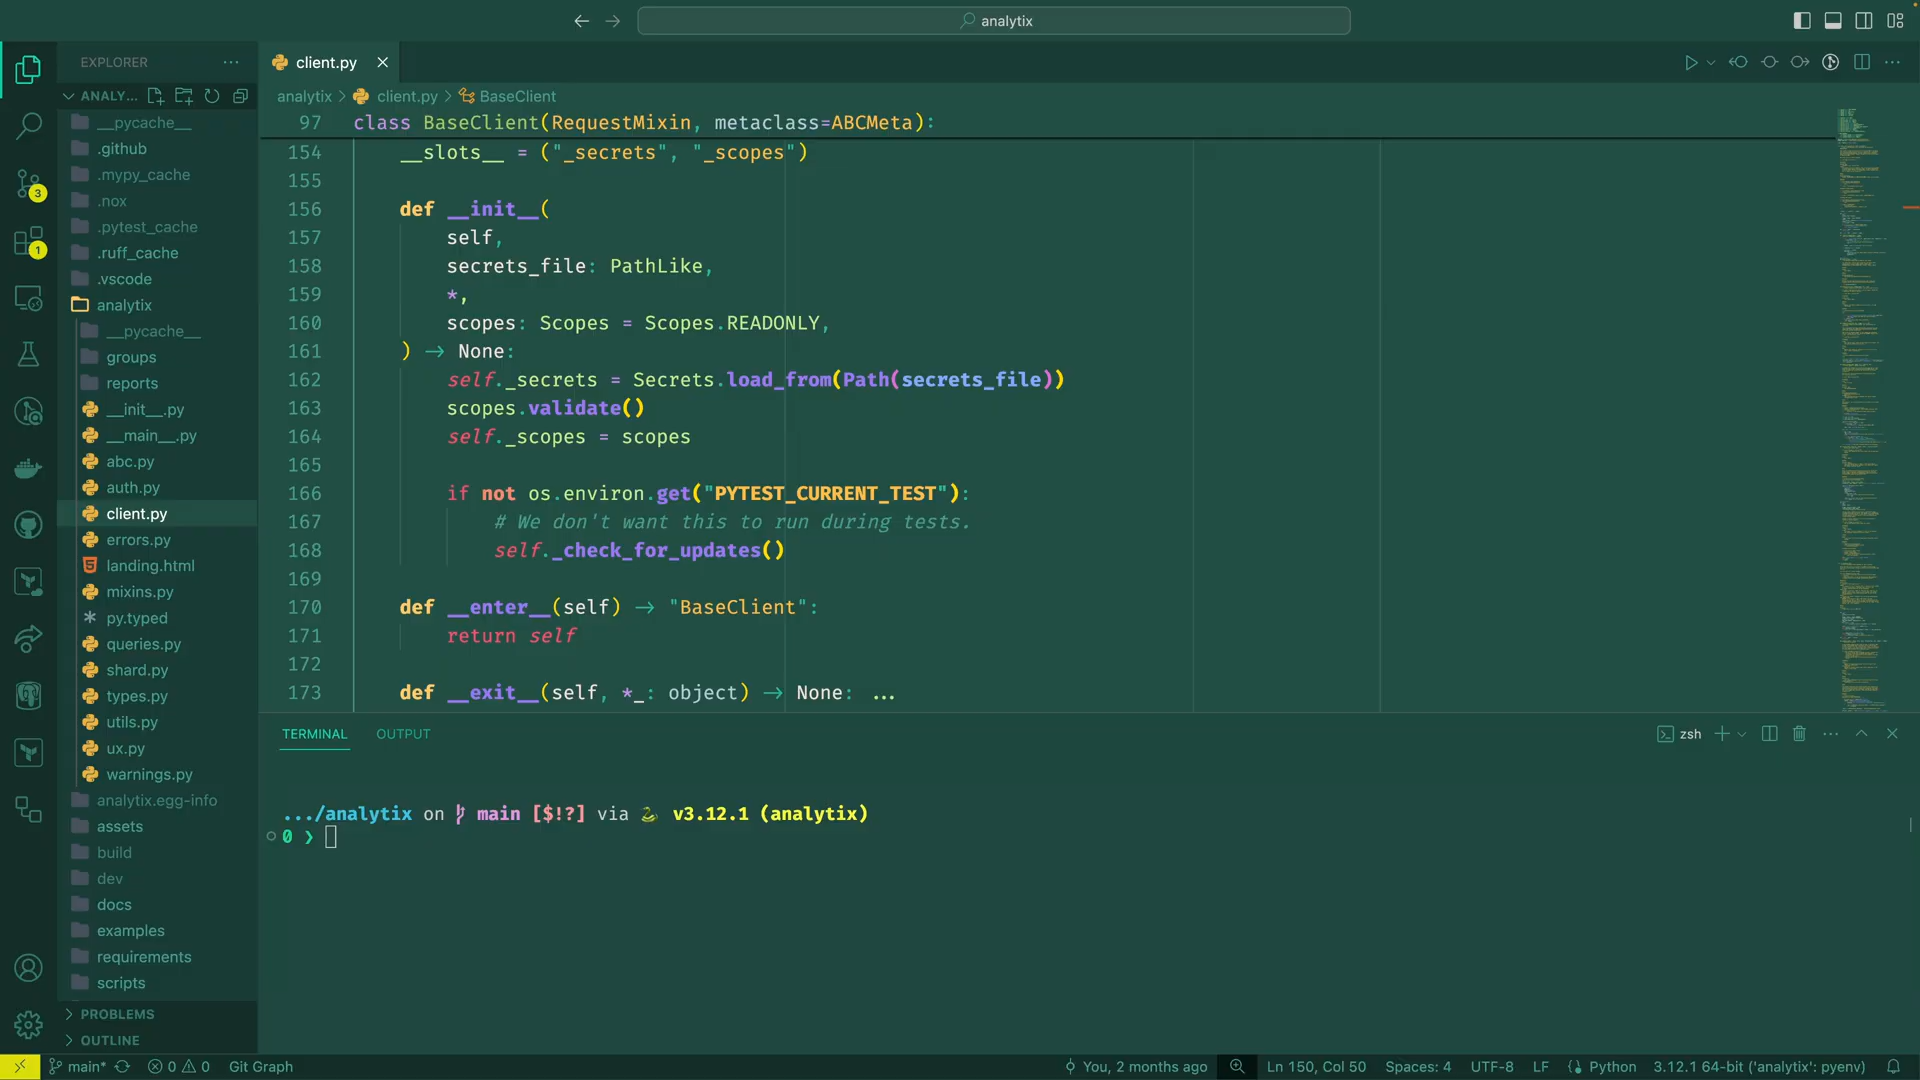 analytix
EXPLORER
ANALY...
__pycache__
.github
.mypy_cache
.nox
.pytest_cache
.ruff_cache
.vscode
analytix
__pycache__
groups
reports
__init__.py
__main__.py
abc.py
auth.py
client.py
errors.py
landing.html
mixins.py
py.typed
queries.py
shard.py
types.py
utils.py
ux.py
warnings.py
analytix.egg-info
assets
build
dev
docs
examples
requirements
scripts
PROBLEMS
OUTLINE
3
1
client.py
analytix > client.py > BaseClient
97 class BaseClient(RequestMixin, metaclass=ABCMeta):
154 __slots__ = ("_secrets", "_scopes")
155
156 def __init__(
157 self,
158 secrets_file: PathLike,
159 *,
160 scopes: Scopes = Scopes.READONLY,
161 ) -> None:
162 self._secrets = Secrets.load_from(Path(secrets_file))
163 scopes.validate()
164 self._scopes = scopes
165
166 if not os.environ.get("PYTEST_CURRENT_TEST"):
167 # We don't want this to run during tests.
168 self._check_for_updates()
169
170 def __enter__(self) -> "BaseClient":
171 return self
172
173 def __exit__(self, *_: object) -> None: ...
TERMINAL OUTPUT
zsh
.../analytix on main [$!?] via 🐍 v3.12.1 (analytix)
0 ❯
main* 0 0 Git Graph
You, 2 months ago Ln 150, Col 50 Spaces: 4 UTF-8 LF Python 3.12.1 64-bit ('analytix': pyenv)